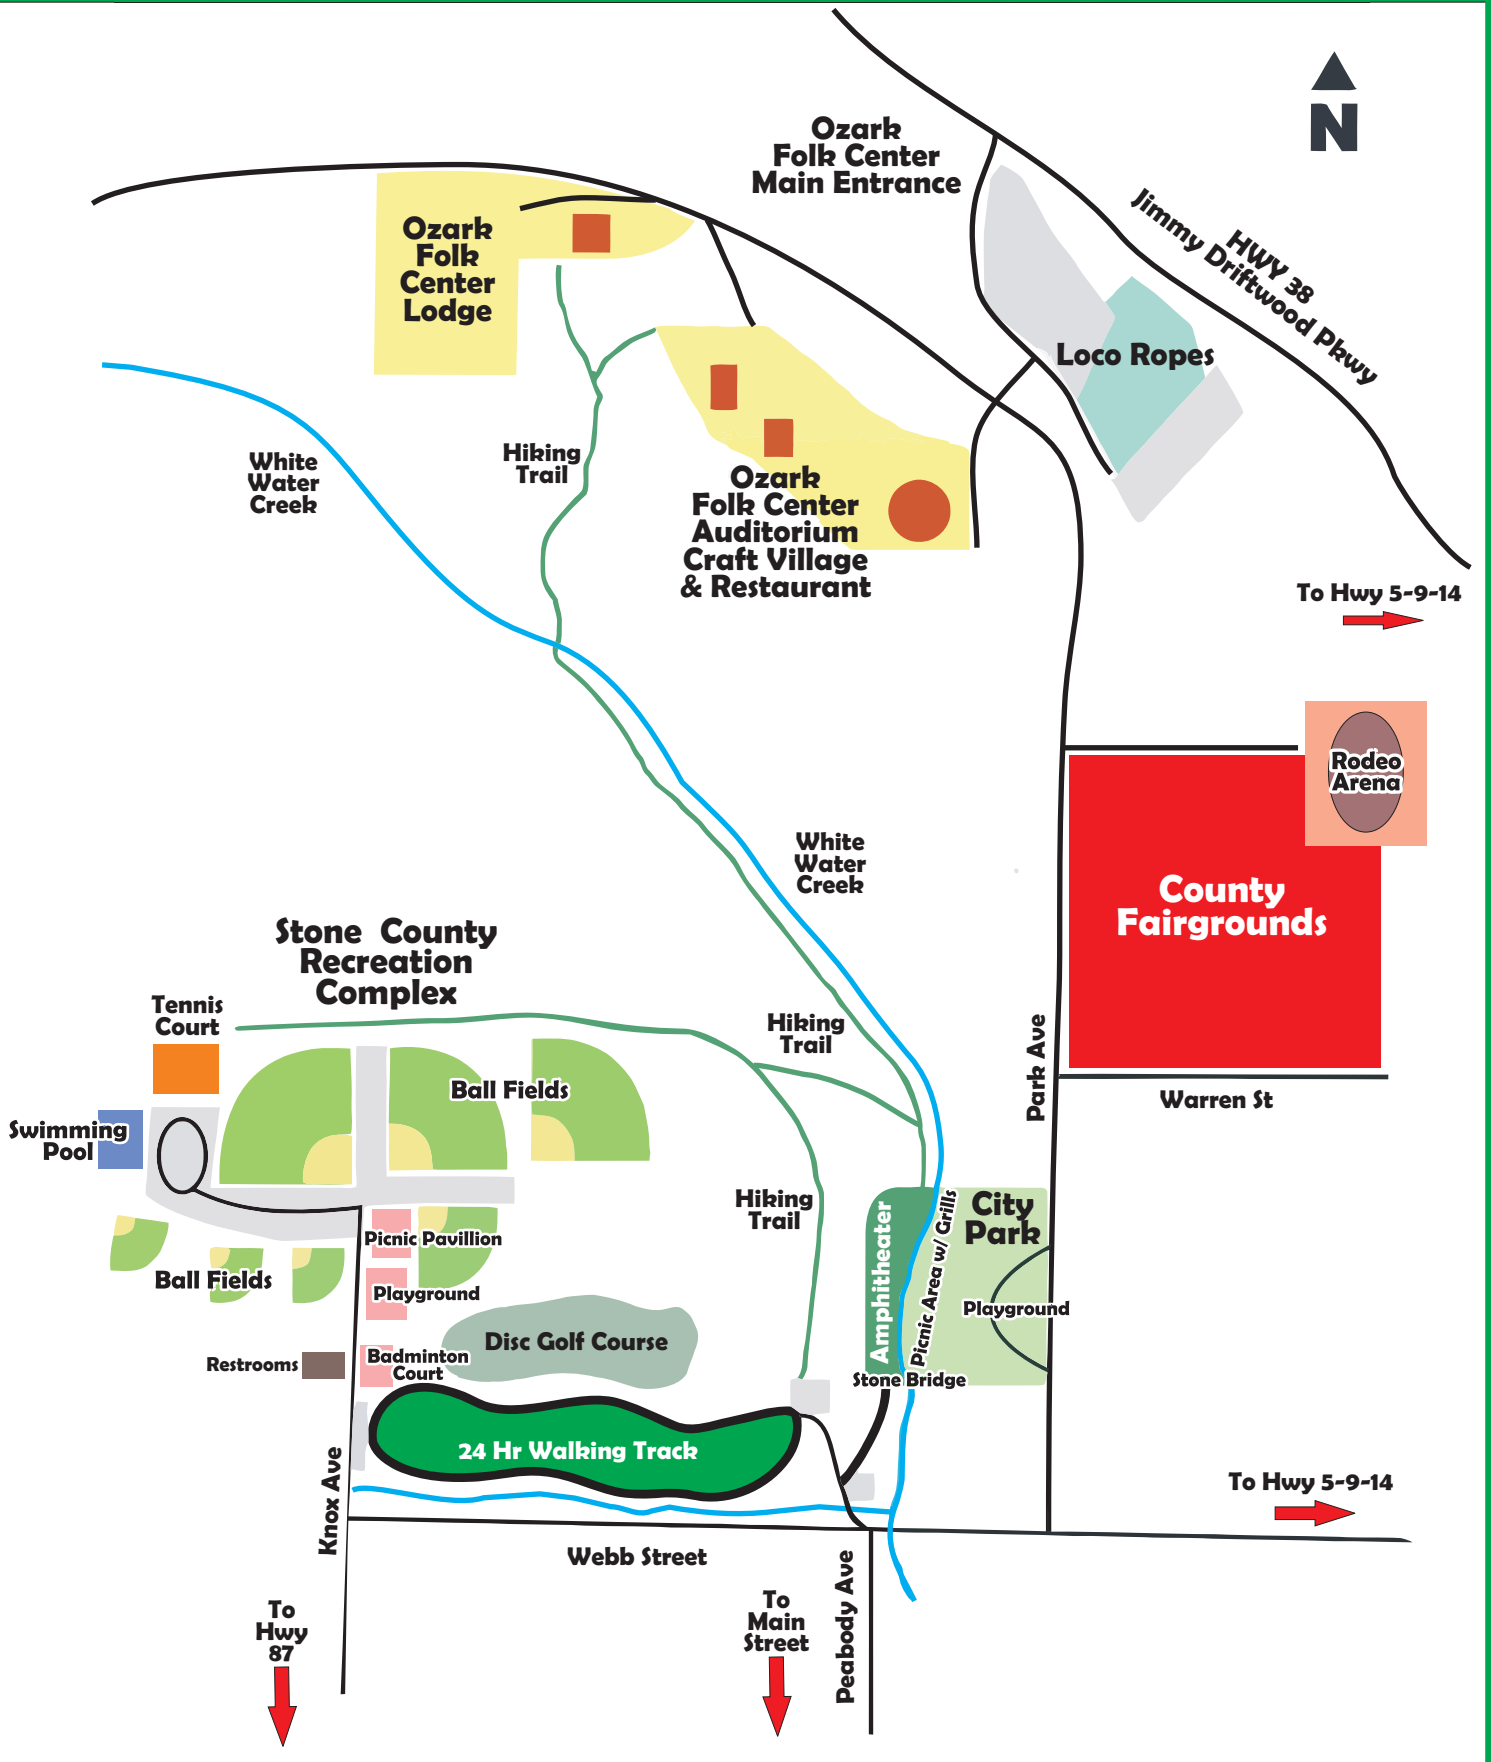 Ozark
Folk Center
Main Entrance
N
HWY 38
Jimmy Driftwood Pkwy
Ozark
Folk
Center
Lodge
Loco Ropes
White
Water
Creek
Hiking
Trail
Ozark
Folk Center
Auditorium
Craft Village
& Restaurant
To Hwy 5-9-14
Rodeo
Arena
White
Water
Creek
County
Fairgrounds
Stone County
Recreation
Complex
Tennis
Court
Hiking
Trail
Park Ave
Ball Fields
Warren St
Swimming
Pool
Hiking
Trail
Amphitheater
Picnic Area w/ Grills
City
Park
Picnic Pavillion
Ball Fields
Playground
Playground
Disc Golf Course
Restrooms
Badminton
Court
Stone Bridge
24 Hr Walking Track
Knox Ave
To Hwy 5-9-14
Webb Street
Peabody Ave
To
Hwy
87
To
Main
Street